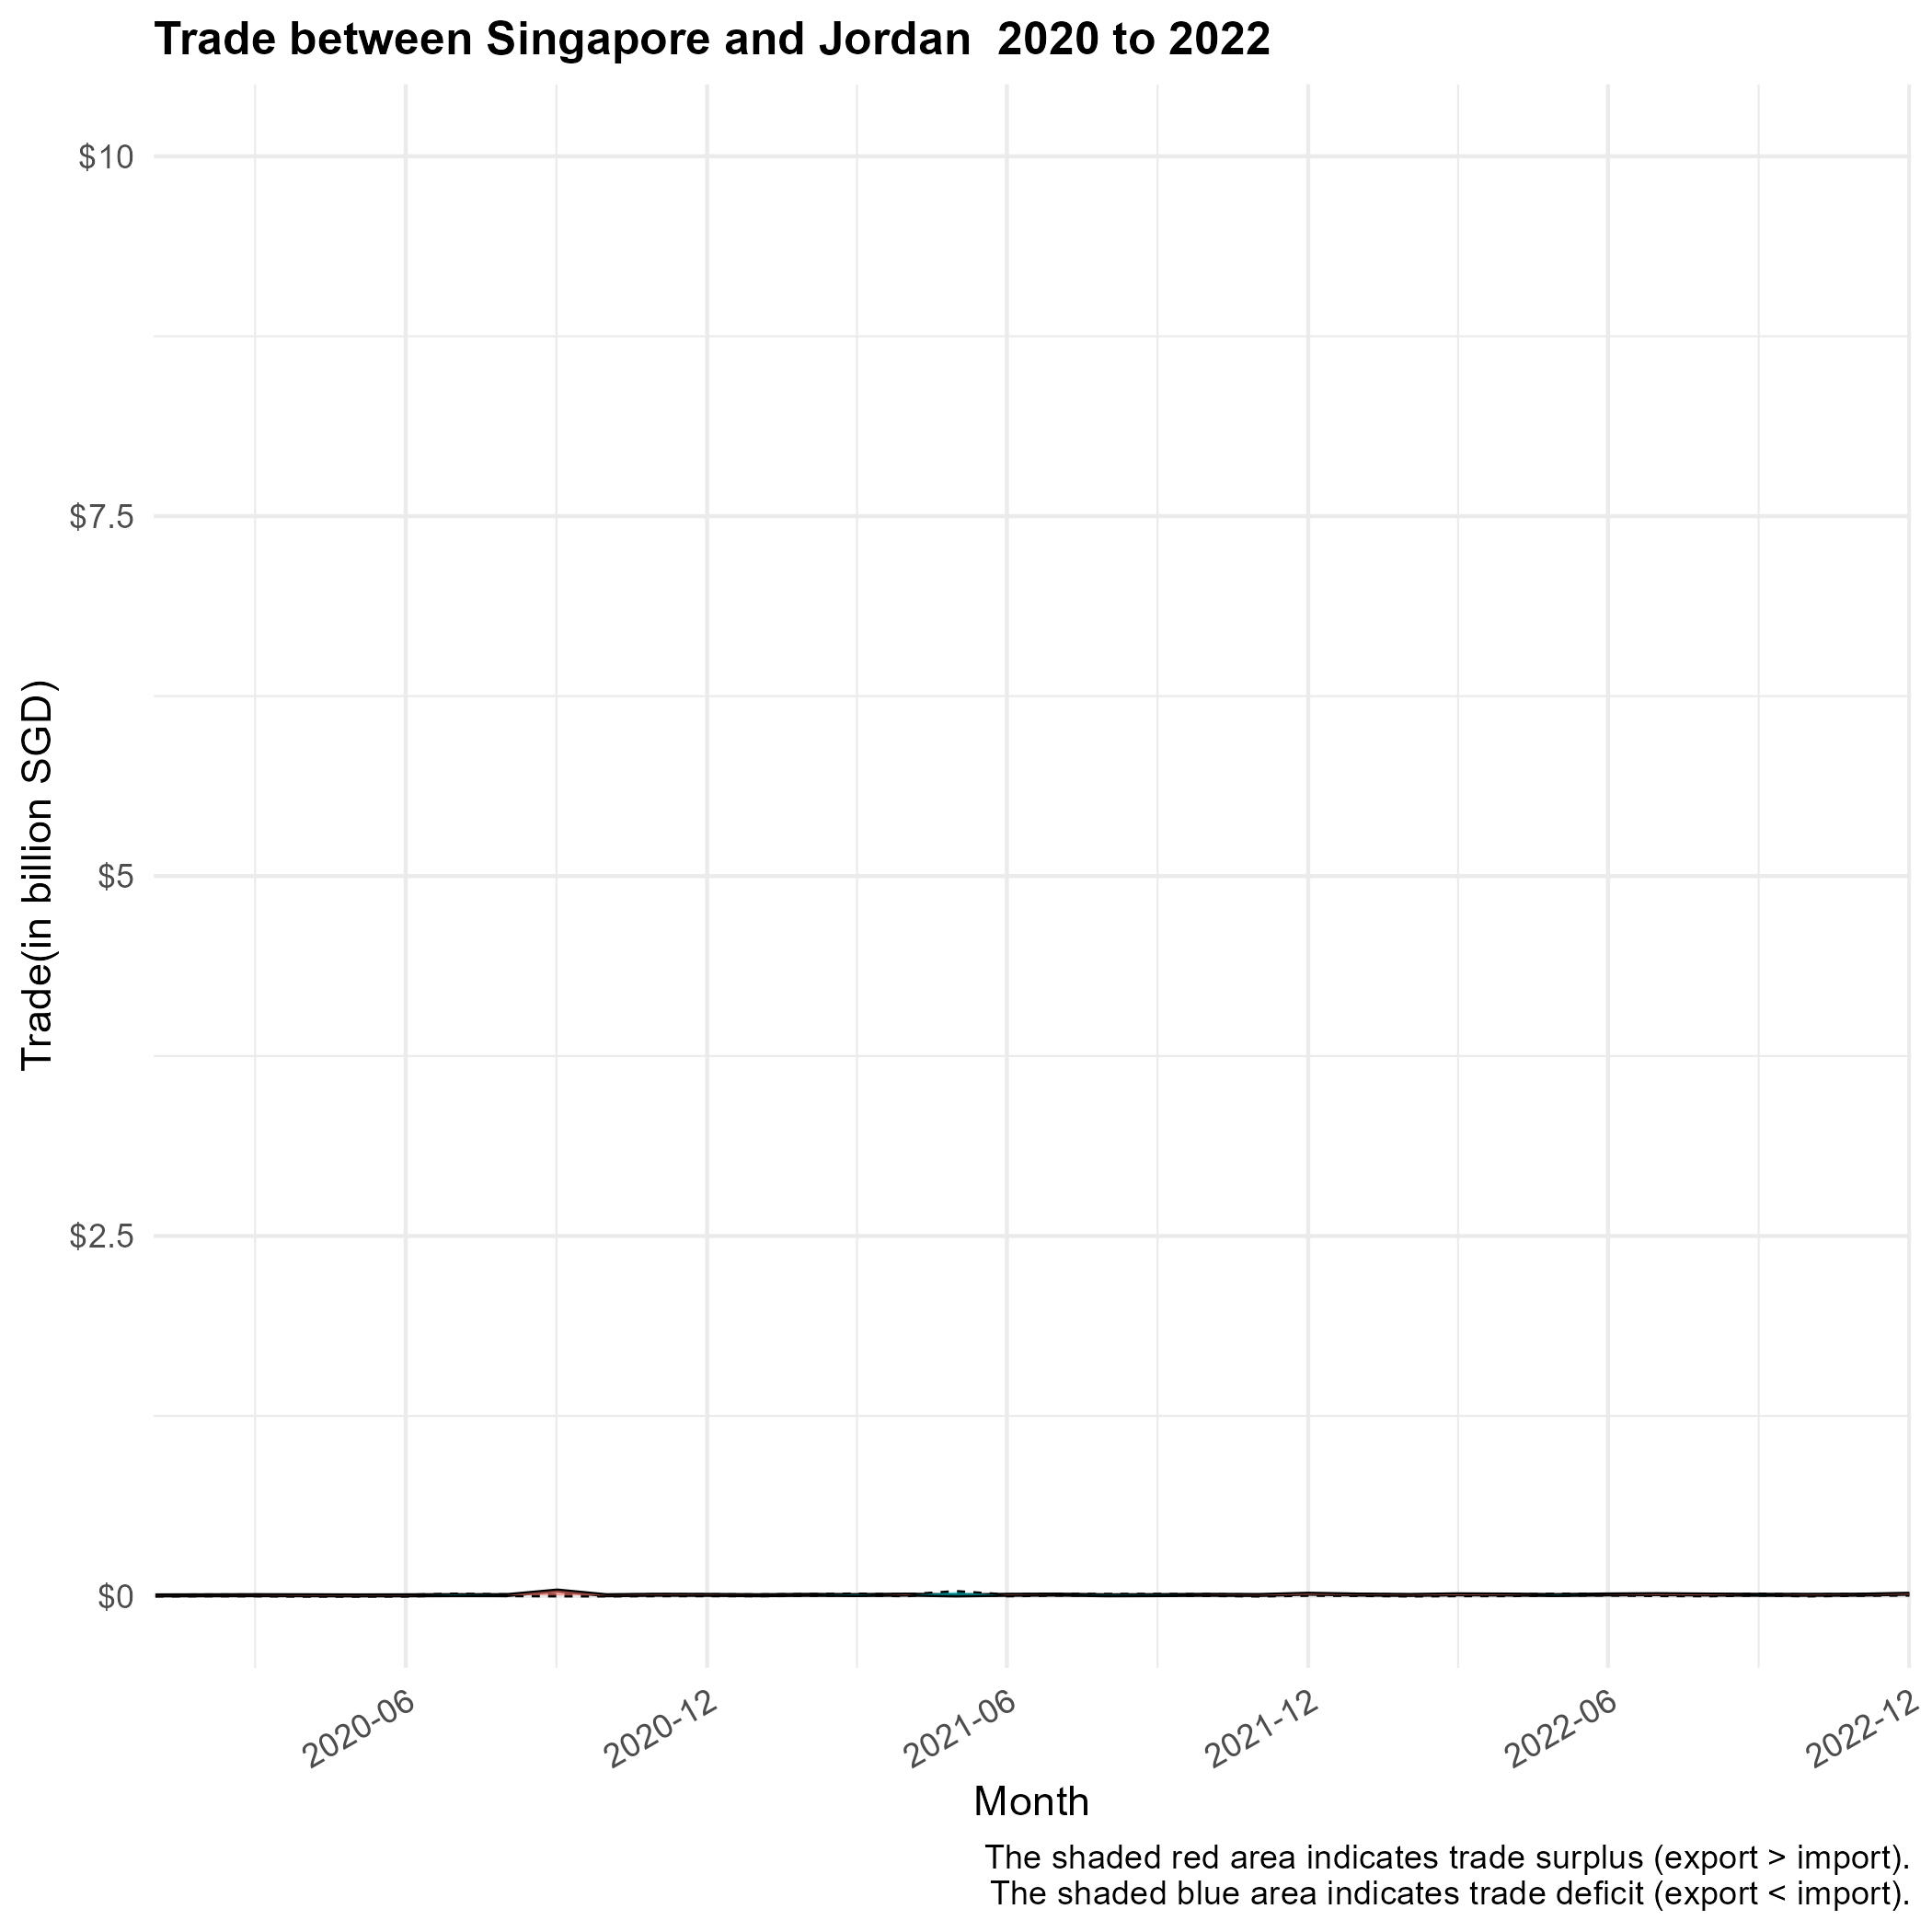 Trade between Singapore and Jordan  2020 to 2022
Trade(in billion SGD)
$10
$7.5
$5
$2.5
$0
2020-06
2020-12
2021-06
2021-12
2022-06
2022-12
Month
The shaded red area indicates trade surplus (export > import).
The shaded blue area indicates trade deficit (export < import).